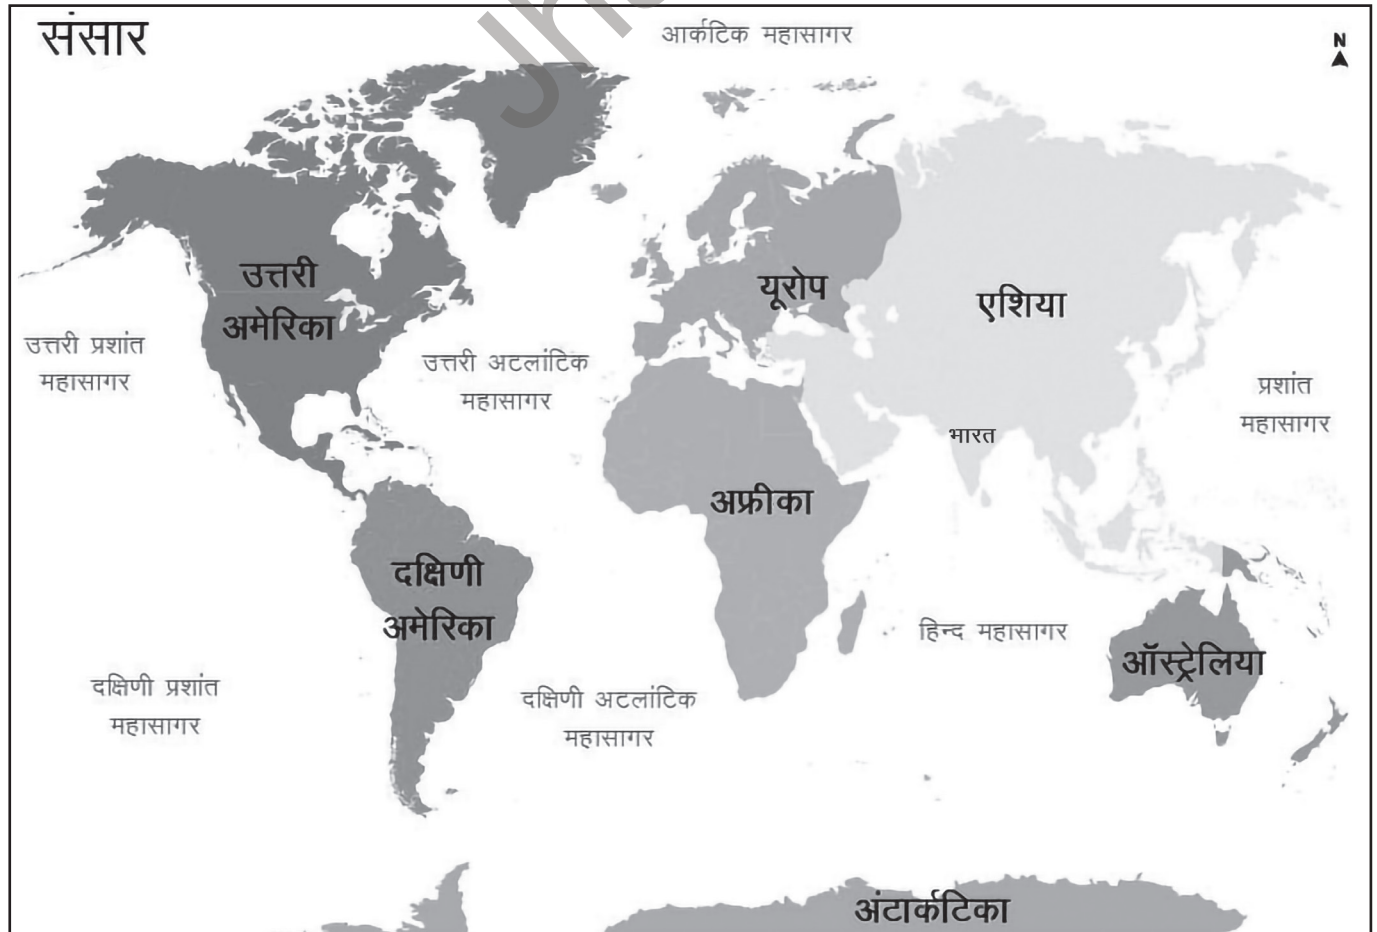 संसार
आर्कटिक महासागर
N
उत्तरी
अमेरिका
यूरोप
एशिया
उत्तरी प्रशांत
महासागर
उत्तरी अटलांटिक
महासागर
प्रशांत
महासागर
भारत
अफ्रीका
दक्षिणी
अमेरिका
हिन्द महासागर
ऑस्ट्रेलिया
दक्षिणी प्रशांत
महासागर
दक्षिणी अटलांटिक
महासागर
अंटार्कटिका